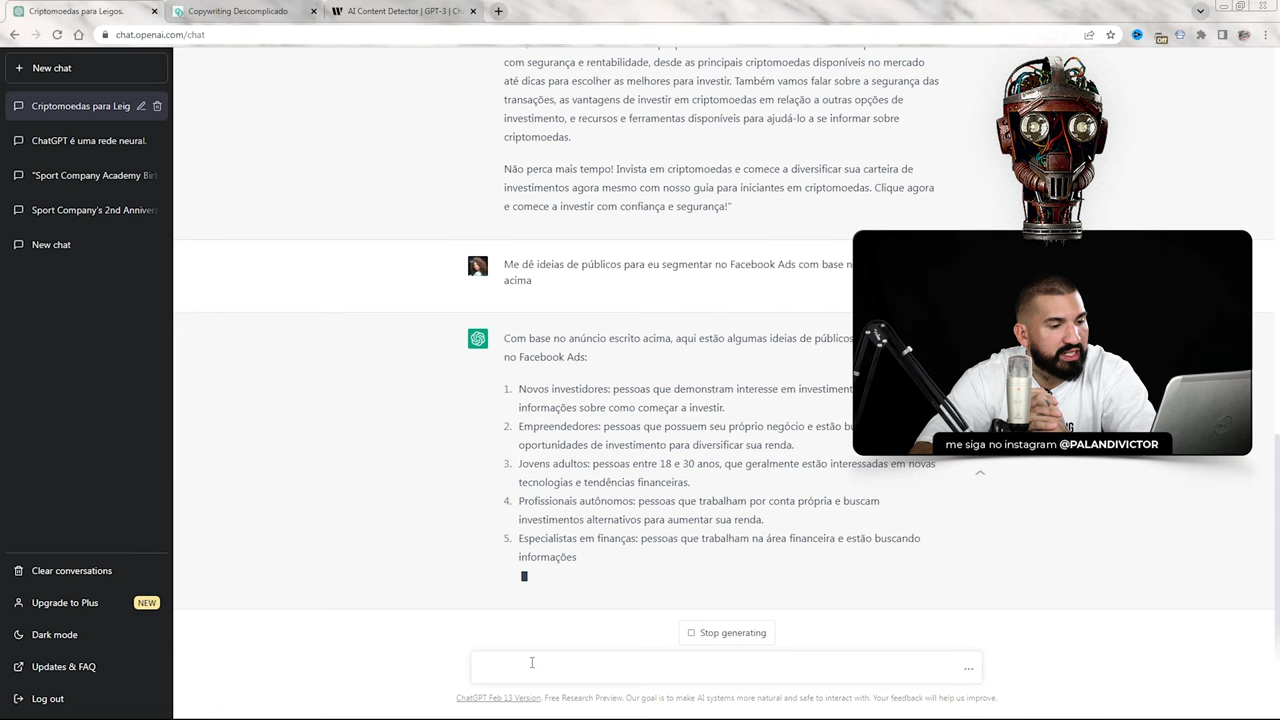 Criptomoedas para Leigos.
Copywriting Descomplicado
AI Content Detector | GPT-3 | Ch
chat.openai.com/chat
Off
New chat
Criptomoedas para Leig
ChatGPT é uma rede neural.
"Sport Company Academy Birt
Sport Company's 2nd Annivers
New chat
Clear conversations
Upgrade to Plus NEW
Dark mode
Updates & FAQ
Log out
com segurança e rentabilidade, desde as principais criptomoedas disponíveis no mercado
até dicas para escolher as melhores para investir. Também vamos falar sobre a segurança das
transações, as vantagens de investir em criptomoedas em relação a outras opções de
investimento, e recursos e ferramentas disponíveis para ajudá-lo a se informar sobre
criptomoedas.
Não perca mais tempo! Invista em criptomoedas e comece a diversificar sua carteira de
investimentos agora mesmo com nosso guia para iniciantes em criptomoedas. Clique agora
e comece a investir com confiança e segurança!"
Me dê ideias de públicos para eu segmentar no Facebook Ads com base n
acima
Com base no anúncio escrito acima, aqui estão algumas ideias de públicos
no Facebook Ads:
1. Novos investidores: pessoas que demonstram interesse em investiment
informações sobre como começar a investir.
2. Empreendedores: pessoas que possuem seu próprio negócio e estão bu
oportunidades de investimento para diversificar sua renda.
3. Jovens adultos: pessoas entre 18 e 30 anos, que geralmente estão interessadas em novas
tecnologias e tendências financeiras.
4. Profissionais autônomos: pessoas que trabalham por conta própria e buscam
investimentos alternativos para aumentar sua renda.
5. Especialistas em finanças: pessoas que trabalham na área financeira e estão buscando
informações
me siga no instagram @PALANDIVICTOR
Stop generating
ChatGPT Feb 13 Version. Free Research Preview. Our goal is to make AI systems more natural and safe to interact with. Your feedback will help us improve.